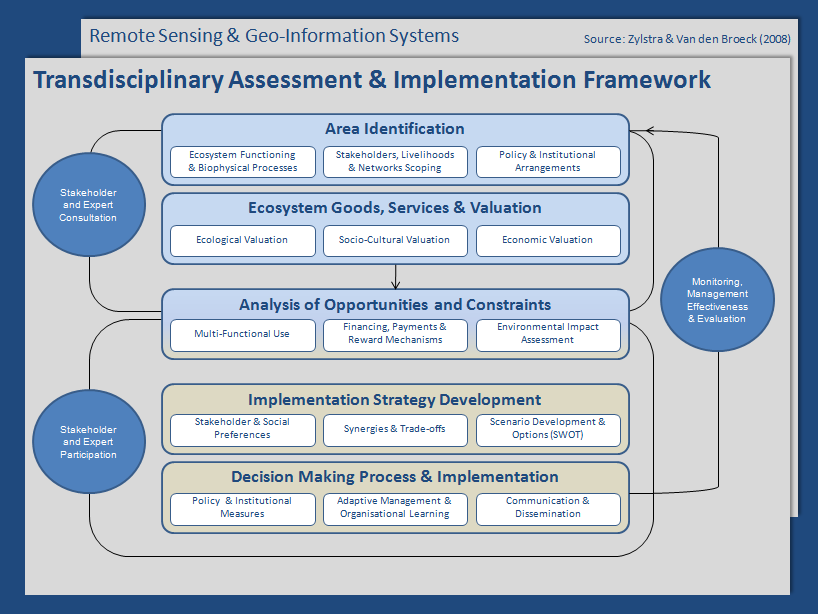 Remote Sensing & Geo-Information Systems
Source: Zylstra & Van den Broeck (2008)
Transdisciplinary Assessment & Implementation Framework
Area Identification
Ecosystem Functioning
& Biophysical Processes
Stakeholders, Livelihoods
& Networks Scoping
Policy & Institutional
Arrangements
Stakeholder
and Expert
Consultation
Ecosystem Goods, Services & Valuation
Ecological Valuation
Socio-Cultural Valuation
Economic Valuation
Monitoring,
Management
Effectiveness
& Evaluation
Analysis of Opportunities and Constraints
Multi-Functional Use
Financing, Payments &
Reward Mechanisms
Environmental Impact
Assessment
Implementation Strategy Development
Stakeholder & Social
Preferences
Synergies & Trade-offs
Scenario Development &
Options (SWOT)
Stakeholder
and Expert
Participation
Decision Making Process & Implementation
Policy & Institutional
Measures
Adaptive Management &
Organisational Learning
Communication &
Dissemination